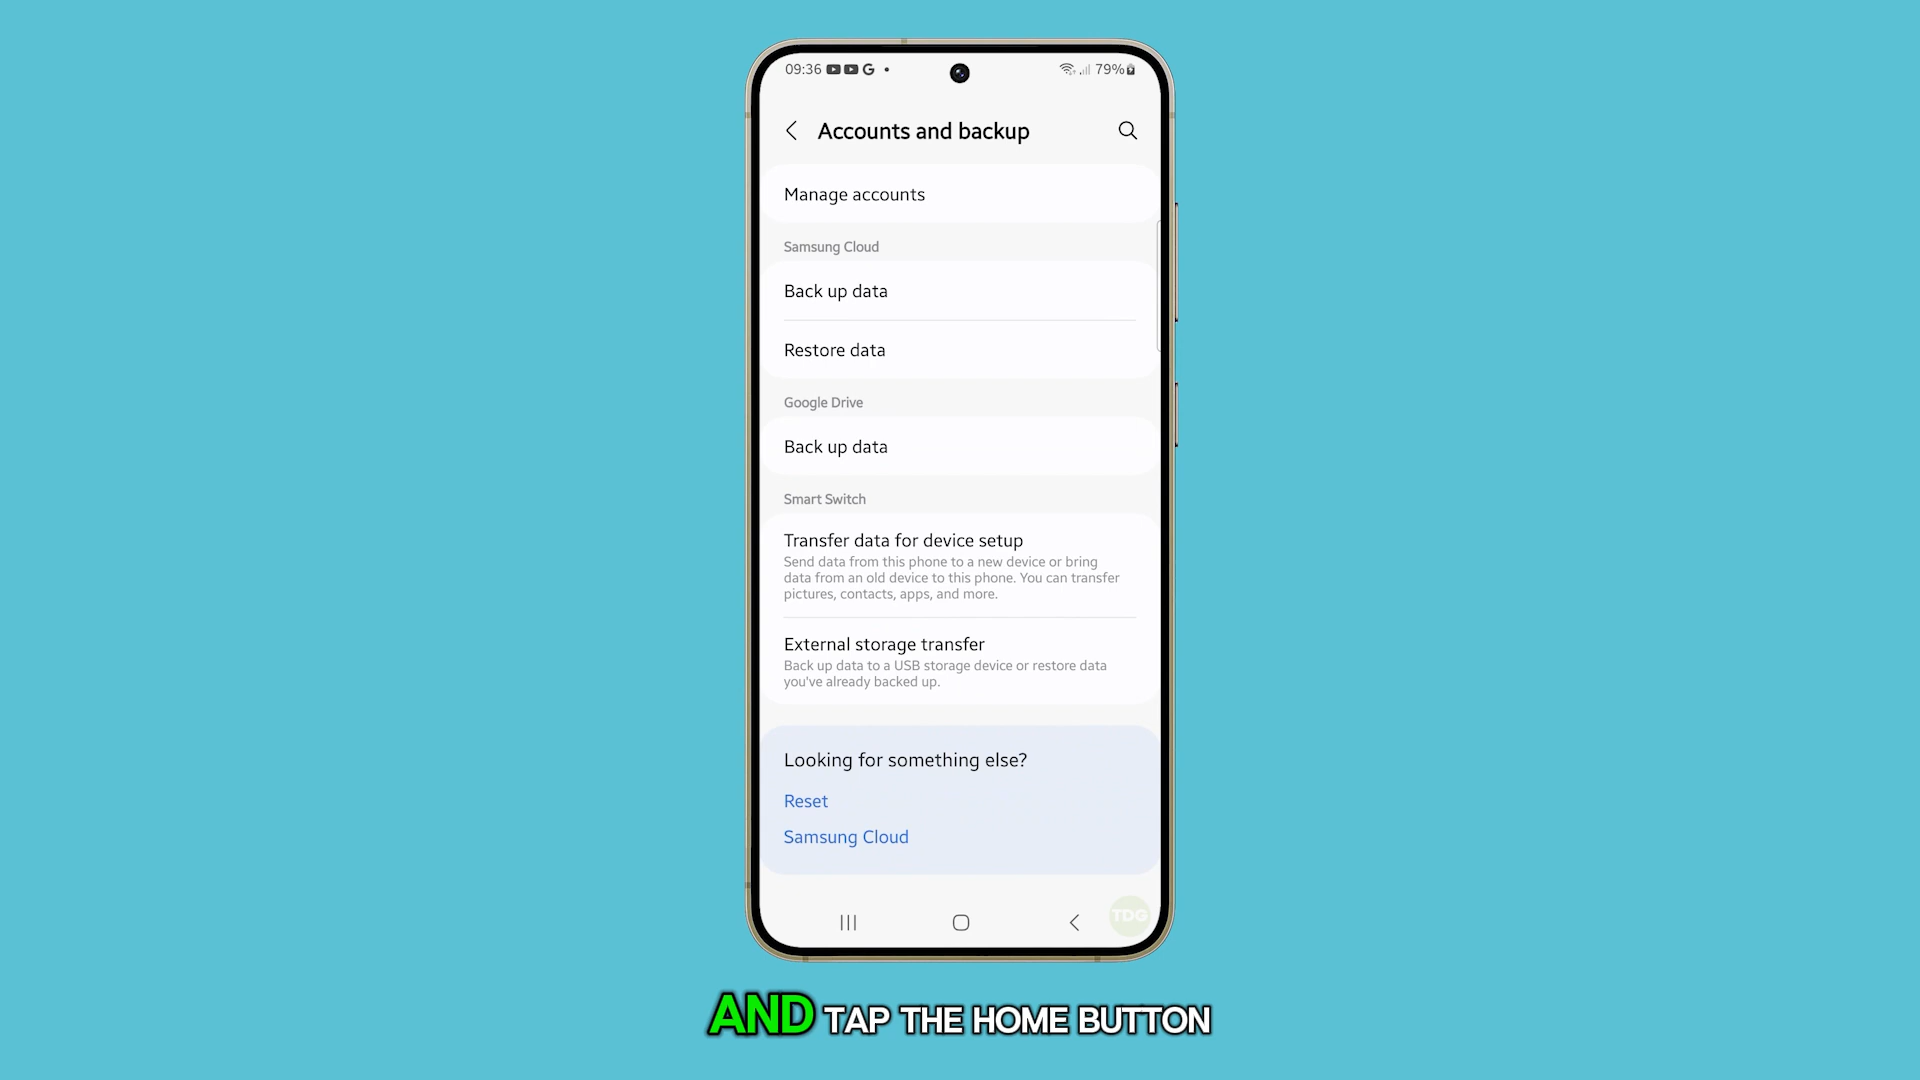 09:36 79%
Accounts and backup
Manage accounts
Samsung Cloud
Back up data
Restore data
Google Drive
Back up data
Smart Switch
Transfer data for device setup
Send data from this phone to a new device or bring
data from an old device to this phone. You can transfer
pictures, contacts, apps, and more.
External storage transfer
Back up data to a USB storage device or restore data
you've already backed up.
Looking for something else?
Reset
Samsung Cloud
TDG
AND TAP THE HOME BUTTON